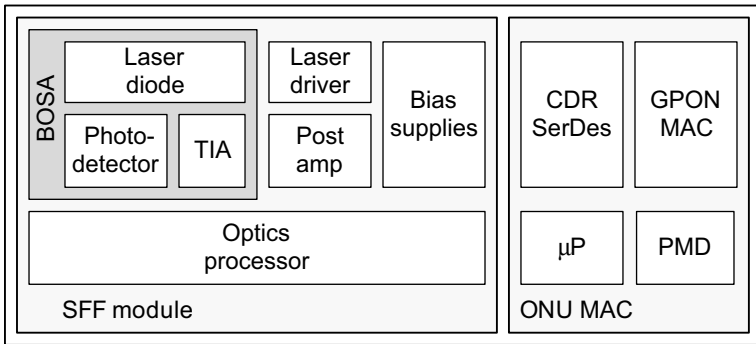 BOSA
Laser
diode
Photo-
detector
TIA
Laser
driver
Post
amp
Bias
supplies
Optics
processor
SFF module
CDR
SerDes
GPON
MAC
μP
PMD
ONU MAC